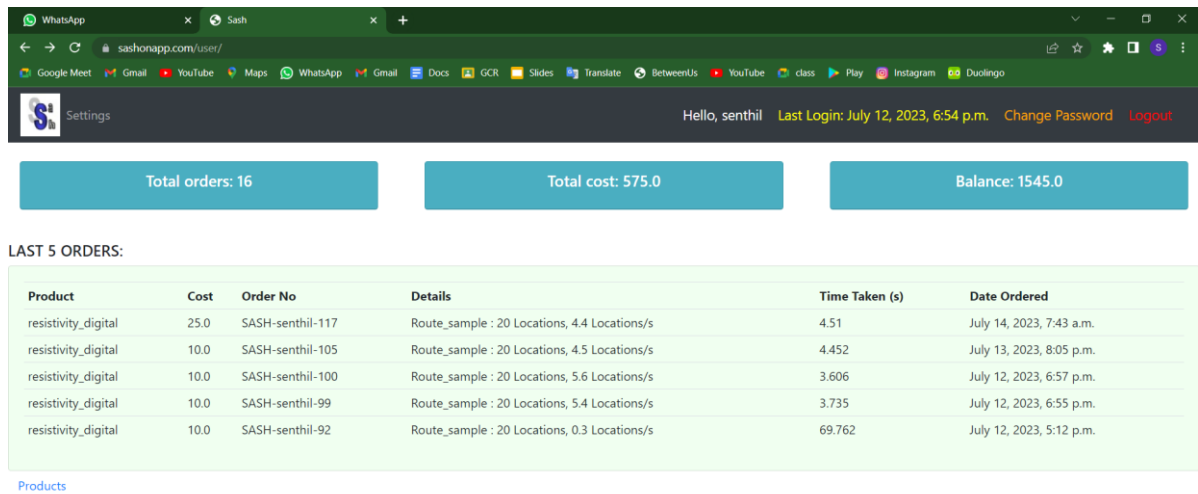 WhatsApp Sash
sashonapp.com/user/
Google Meet Gmail YouTube Maps WhatsApp Gmail Docs GCR Slides Translate BetweenUs YouTube class Play Instagram Duolingo
Settings Hello, senthil Last Login: July 12, 2023, 6:54 p.m. Change Password Logout
Total orders: 16 Total cost: 575.0 Balance: 1545.0
LAST 5 ORDERS:
Product Cost Order No Details Time Taken (s) Date Ordered
resistivity_digital 25.0 SASH-senthil-117 Route_sample : 20 Locations, 4.4 Locations/s 4.51 July 14, 2023, 7:43 a.m.
resistivity_digital 10.0 SASH-senthil-105 Route_sample : 20 Locations, 4.5 Locations/s 4.452 July 13, 2023, 8:05 p.m.
resistivity_digital 10.0 SASH-senthil-100 Route_sample : 20 Locations, 5.6 Locations/s 3.606 July 12, 2023, 6:57 p.m.
resistivity_digital 10.0 SASH-senthil-99 Route_sample : 20 Locations, 5.4 Locations/s 3.735 July 12, 2023, 6:55 p.m.
resistivity_digital 10.0 SASH-senthil-92 Route_sample : 20 Locations, 0.3 Locations/s 69.762 July 12, 2023, 5:12 p.m.
Products